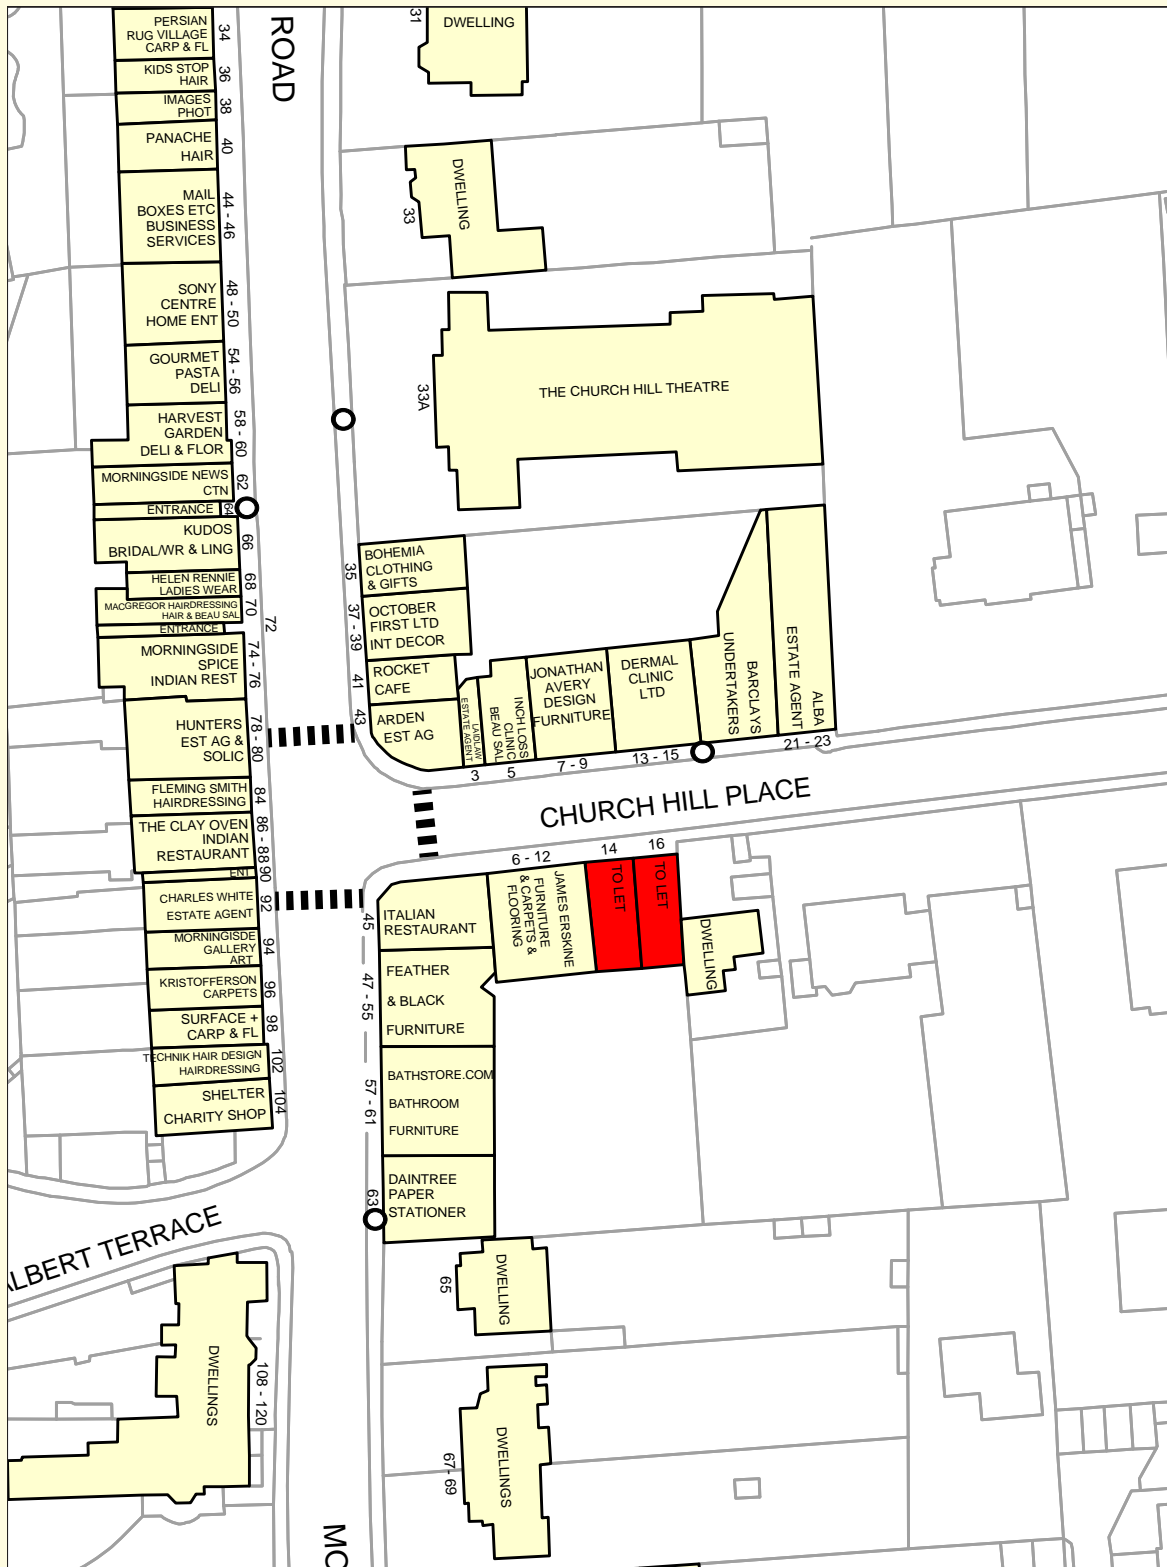 PERSIAN
RUG VILLAGE
CARP & FL
34
KIDS STOP
HAIR
36
IMAGES
PHOT
38
PANACHE
HAIR
40
MAIL
BOXES ETC
BUSINESS
SERVICES
44 - 46
SONY
CENTRE
HOME ENT
48 - 50
GOURMET
PASTA
DELI
54 - 56
HARVEST
GARDEN
DELI & FLOR
58 - 60
MORNINGSIDE NEWS
CTN
62
ENTRANCE
64
KUDOS
BRIDAL/WR & LING
66
HELEN RENNIE
LADIES WEAR
68
MACGREGOR HAIRDRESSING
HAIR & BEAU SAL
70
ENTRANCE
72
MORNINGSIDE
SPICE
INDIAN REST
74 - 76
HUNTERS
EST AG &
SOLIC
78 - 80
FLEMING SMITH
HAIRDRESSING
84
THE CLAY OVEN
INDIAN
RESTAURANT
86 - 88
ENT
90
CHARLES WHITE
ESTATE AGENT
92
MORNINGISDE
GALLERY
ART
94
KRISTOFFERSON
CARPETS
96
SURFACE +
CARP & FL
98
TECHNIK HAIR DESIGN
HAIRDRESSING
102
SHELTER
CHARITY SHOP
104
ALBERT TERRACE
DWELLINGS
108 - 120
ROAD
31
DWELLING
DWELLING
33
THE CHURCH HILL THEATRE
33A
BOHEMIA
CLOTHING
& GIFTS
35
OCTOBER
FIRST LTD
INT DECOR
37 - 39
ROCKET
CAFE
41
ARDEN
EST AG
43
LAIDLAW
ESTATE AGENT
3
INCH LOSS
CLINIC
BEAU SAL
5
JONATHAN
AVERY
DESIGN
FURNITURE
7 - 9
DERMAL
CLINIC
LTD
13 - 15
BARCLAYS
UNDERTAKERS
ALBA
ESTATE AGENT
21 - 23
CHURCH HILL PLACE
6 - 12
14
16
JAMES ERSKINE
FURNITURE
& CARPETS &
FLOORING
TO LET
TO LET
DWELLING
ITALIAN
RESTAURANT
45
FEATHER
& BLACK
FURNITURE
47 - 55
BATHSTORE.COM
BATHROOM
FURNITURE
57 - 61
DAINTREE
PAPER
STATIONER
63
DWELLING
65
DWELLINGS
67 - 69
MO